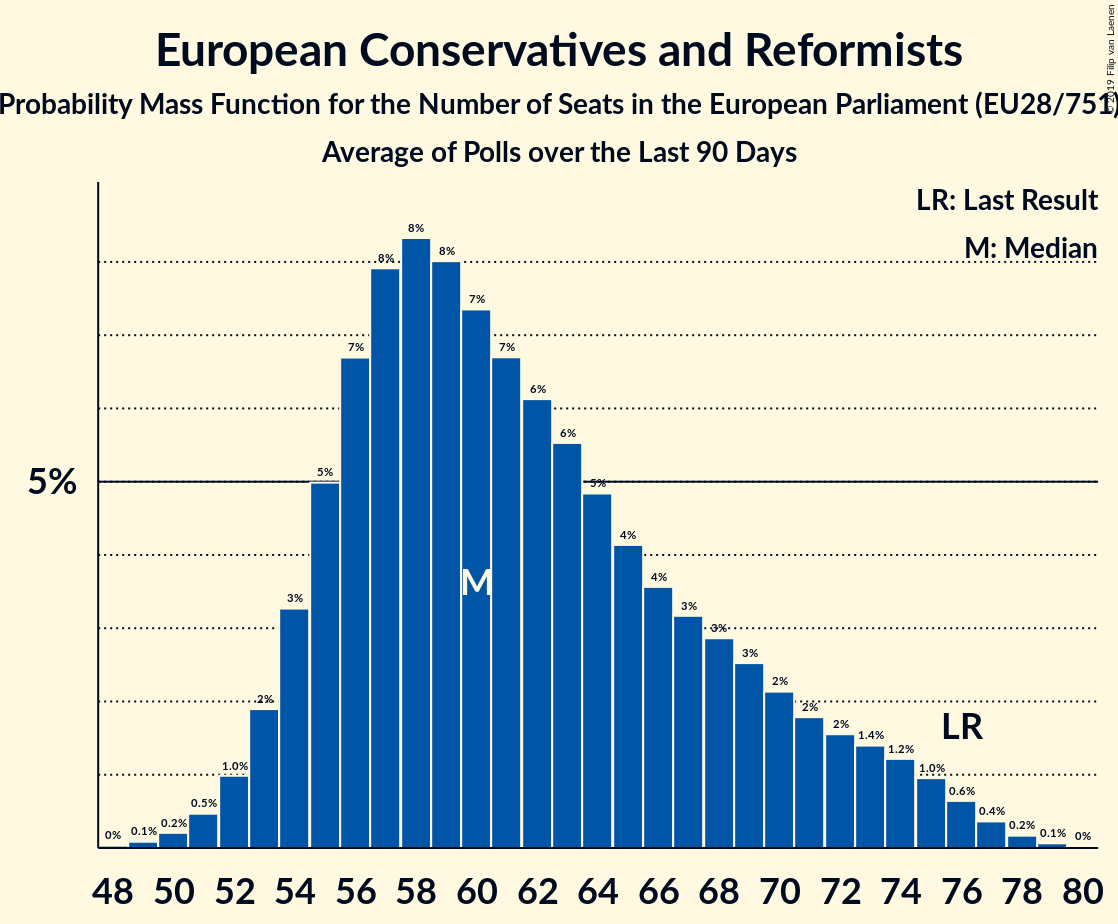 European Conservatives and Reformists
Probability Mass Function for the Number of Seats in the European Parliament (EU28/751)
Average of Polls over the Last 90 Days
© 2019 Filip van Laenen
LR: Last Result
M: Median
5%
0% 0.1% 0.2% 0.5% 1.0% 2% 3% 5% 7% 8% 8% 8% 7% 7% 6% 6% 5% 4% 4% 3% 3% 3% 2% 2% 2% 1.4% 1.2% 1.0% 0.6% 0.4% 0.2% 0.1% 0%
M
LR
48 50 52 54 56 58 60 62 64 66 68 70 72 74 76 78 80